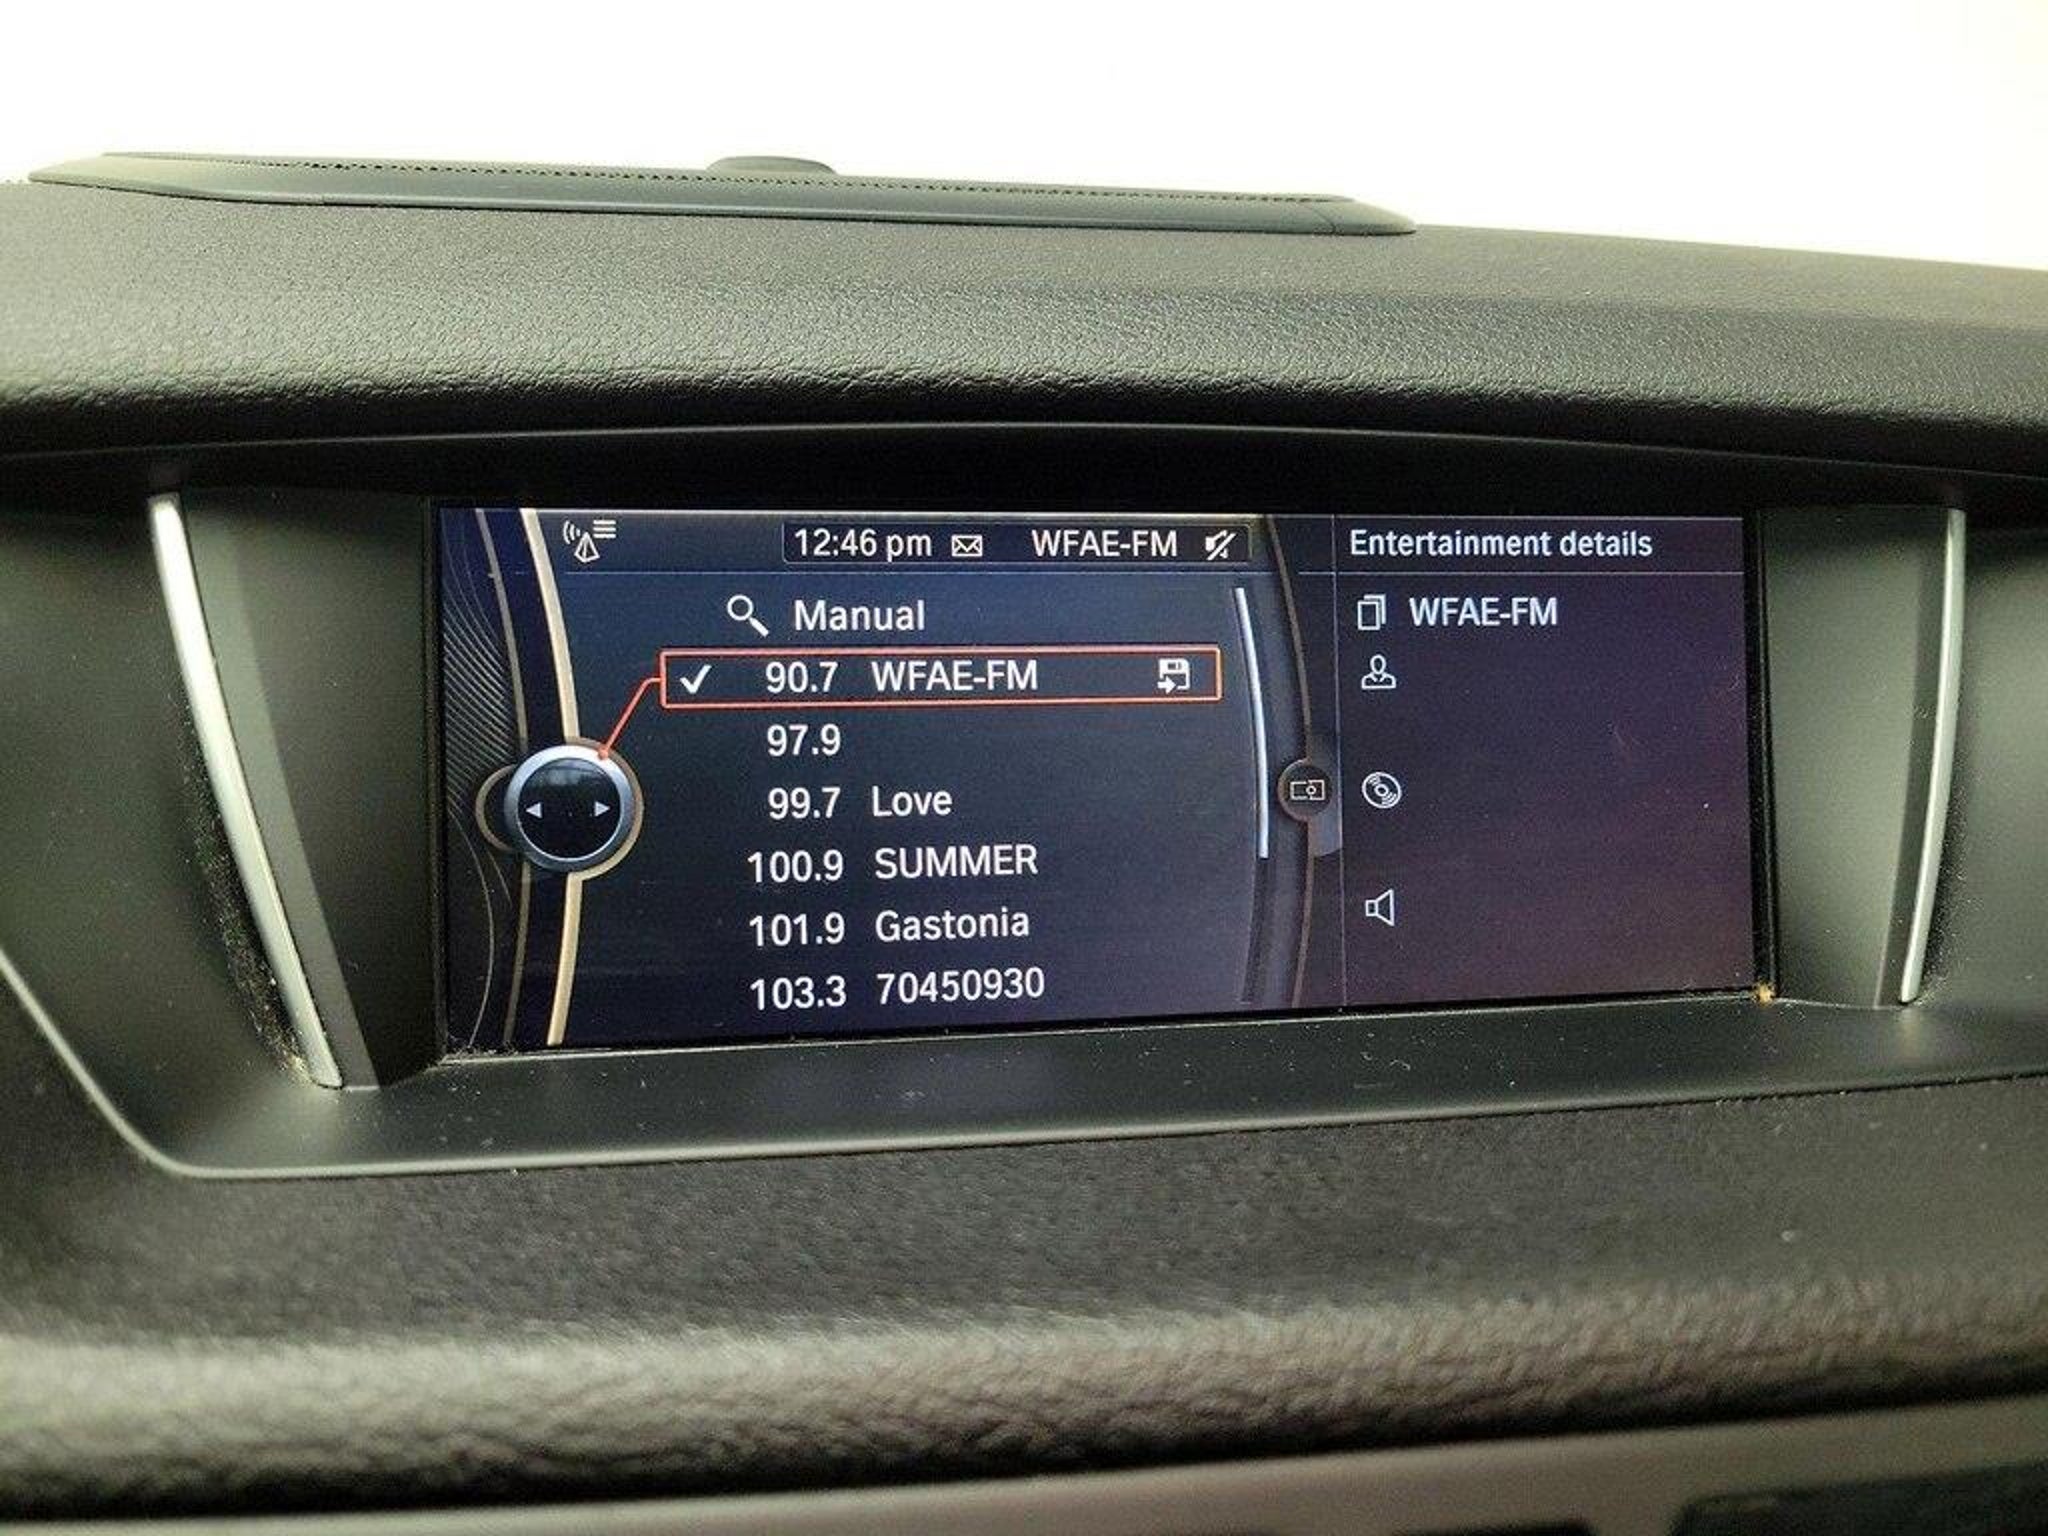 12:46 pm WFAE-FM Entertainment details
Manual
90.7 WFAE-FM
97.9
99.7 Love
100.9 SUMMER
101.9 Gastonia
103.3 70450930
WFAE-FM